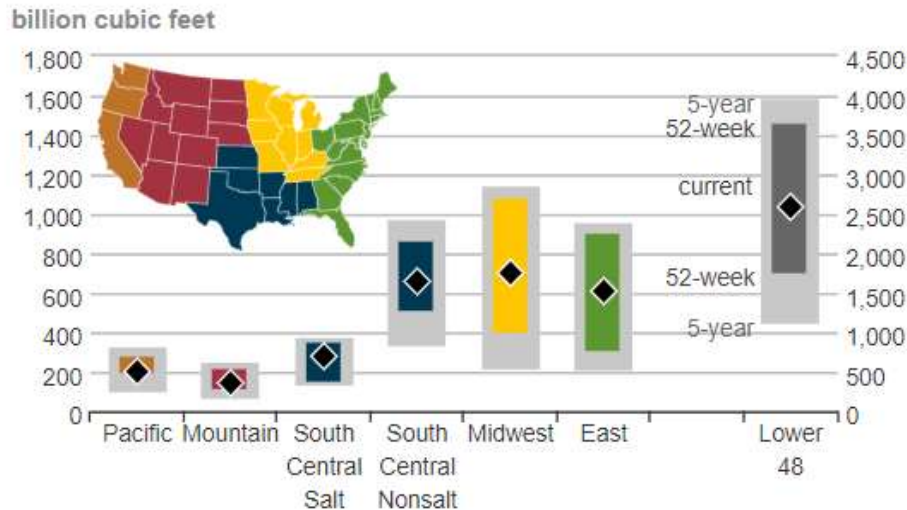 billion cubic feet
1,800
1,600
1,400
1,200
1,000
800
600
400
200
0
4,500
4,000
3,500
3,000
2,500
2,000
1,500
1,000
500
0
5-year
52-week
current
52-week
5-year
Pacific
Mountain
South
Central
Salt
South
Central
Nonsalt
Midwest
East
Lower
48